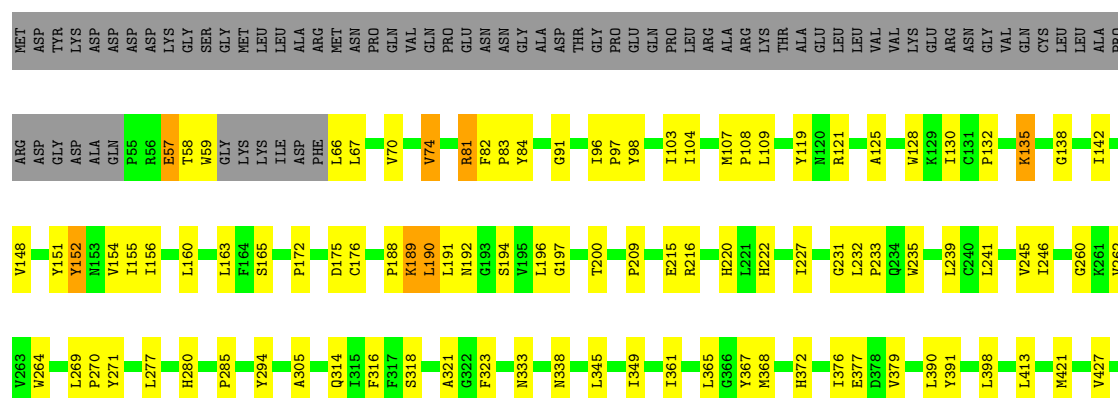 MET ASP TYR LYS ASP ASP ASP ASP LYS GLY SER GLY MET LEU LEU ALA ARG MET ASN PRO GLN VAL GLN PRO GLU ASN ASN GLY ALA ASP THR GLY PRO GLU GLN PRO LEU ARG ALA ARG LYS THR ALA GLU LEU LEU VAL VAL LYS GLU ARG ASN GLY VAL GLN CYS LEU LEU ALA PRO
ARG ASP GLY ASP ALA GLN P55 R56 E57 T58 W59 GLY LYS LYS ILE ASP PHE L66 L67 V70 V74 R81 F82 P83 Y84 G91 I96 P97 Y98 I103 I104 M107 P108 L109 Y119 N120 R121 A125 W128 K129 I130 C131 P132 K135 G138 I142
V148 Y151 Y152 N153 V154 I155 I156 L160 L163 F164 S165 P172 D175 C176 P188 K189 L190 L191 N192 G193 S194 V195 L196 G197 T200 P209 E215 R216 H220 L221 H222 I227 G231 L232 P233 Q234 W235 L239 C240 L241 V245 I246 G260 K261 V262
V263 W264 L269 P270 Y271 L277 H280 P285 Y294 A305 Q314 I315 F316 F317 S318 A321 G322 F323 N333 N338 L345 I349 I361 L365 G366 Y367 M368 H372 I376 E377 D378 V379 L390 Y391 L398 L413 M421 V427